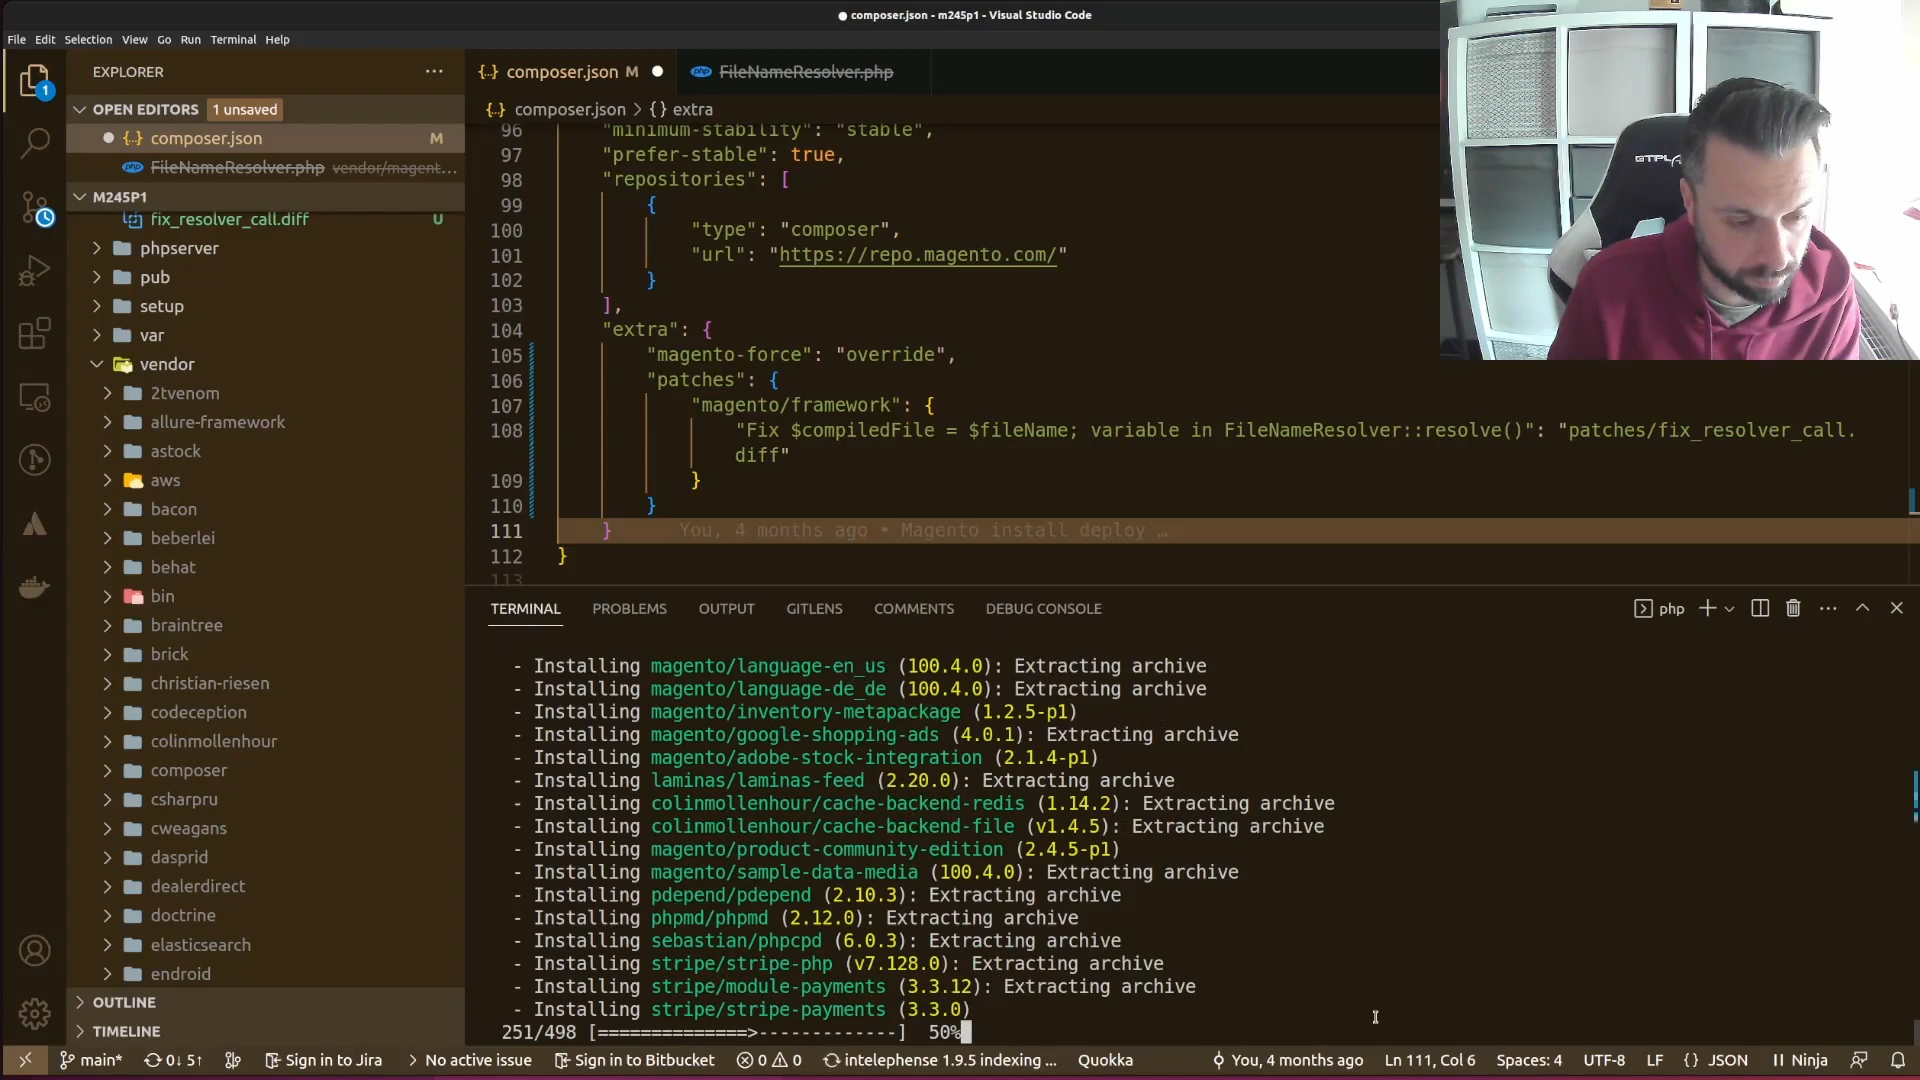 composer.json - m245p1 - Visual Studio Code
File Edit Selection View Go Run Terminal Help
EXPLORER
OPEN EDITORS 1 unsaved
composer.json M
FileNameResolver.php vendor/magent...
M245P1
fix_resolver_call.diff U
phpserver
pub
setup
var
vendor
2tvenom
allure-framework
astock
aws
bacon
beberlei
behat
bin
braintree
brick
christian-riesen
codeception
colinmollenhour
composer
csharpru
cweagans
dasprid
dealerdirect
doctrine
elasticsearch
endroid
OUTLINE
TIMELINE
composer.json M
FileNameResolver.php
composer.json > {} extra
96 "minimum-stability": "stable",
97 "prefer-stable": true,
98 "repositories": [
99 {
100 "type": "composer",
101 "url": "https://repo.magento.com/"
102 }
103 ],
104 "extra": {
105 "magento-force": "override",
106 "patches": {
107 "magento/framework": {
108 "Fix $compiledFile = $fileName; variable in FileNameResolver::resolve()": "patches/fix_resolver_call.
diff"
109 }
110 }
111 } You, 4 months ago • Magento install deploy …
112 }
113
GTPLA
TERMINAL PROBLEMS OUTPUT GITLENS COMMENTS DEBUG CONSOLE
php
- Installing magento/language-en_us (100.4.0): Extracting archive
- Installing magento/language-de_de (100.4.0): Extracting archive
- Installing magento/inventory-metapackage (1.2.5-p1)
- Installing magento/google-shopping-ads (4.0.1): Extracting archive
- Installing magento/adobe-stock-integration (2.1.4-p1)
- Installing laminas/laminas-feed (2.20.0): Extracting archive
- Installing colinmollenhour/cache-backend-redis (1.14.2): Extracting archive
- Installing colinmollenhour/cache-backend-file (v1.4.5): Extracting archive
- Installing magento/product-community-edition (2.4.5-p1)
- Installing magento/sample-data-media (100.4.0): Extracting archive
- Installing pdepend/pdepend (2.10.3): Extracting archive
- Installing phpmd/phpmd (2.12.0): Extracting archive
- Installing sebastian/phpcpd (6.0.3): Extracting archive
- Installing stripe/stripe-php (v7.128.0): Extracting archive
- Installing stripe/module-payments (3.3.12): Extracting archive
- Installing stripe/stripe-payments (3.3.0)
251/498 [==============>-------------] 50%
main* 0↓ 5↑ Sign in to Jira > No active issue Sign in to Bitbucket 0 0 intelephense 1.9.5 indexing ... Quokka You, 4 months ago Ln 111, Col 6 Spaces: 4 UTF-8 LF {} JSON Ninja